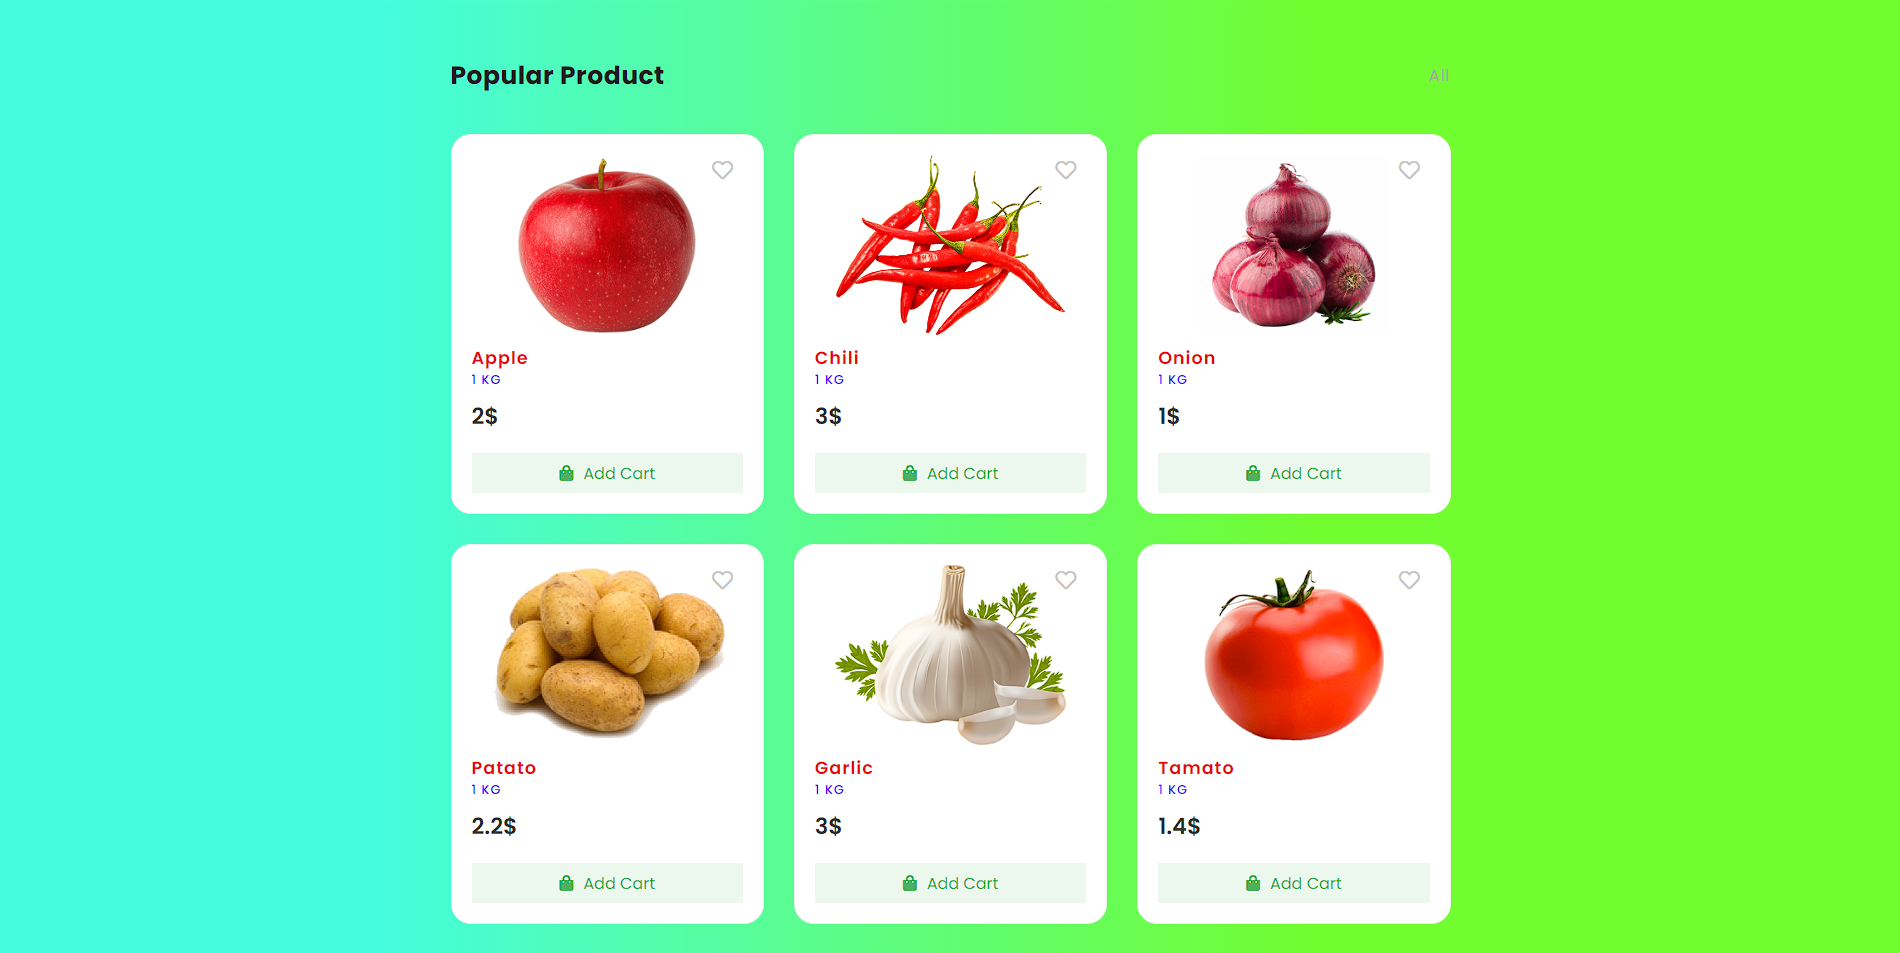 Popular Product
All
Apple
1 KG
2$
Add Cart
Chili
1 KG
3$
Add Cart
Onion
1 KG
1$
Add Cart
Patato
1 KG
2.2$
Add Cart
Garlic
1 KG
3$
Add Cart
Tamato
1 KG
1.4$
Add Cart